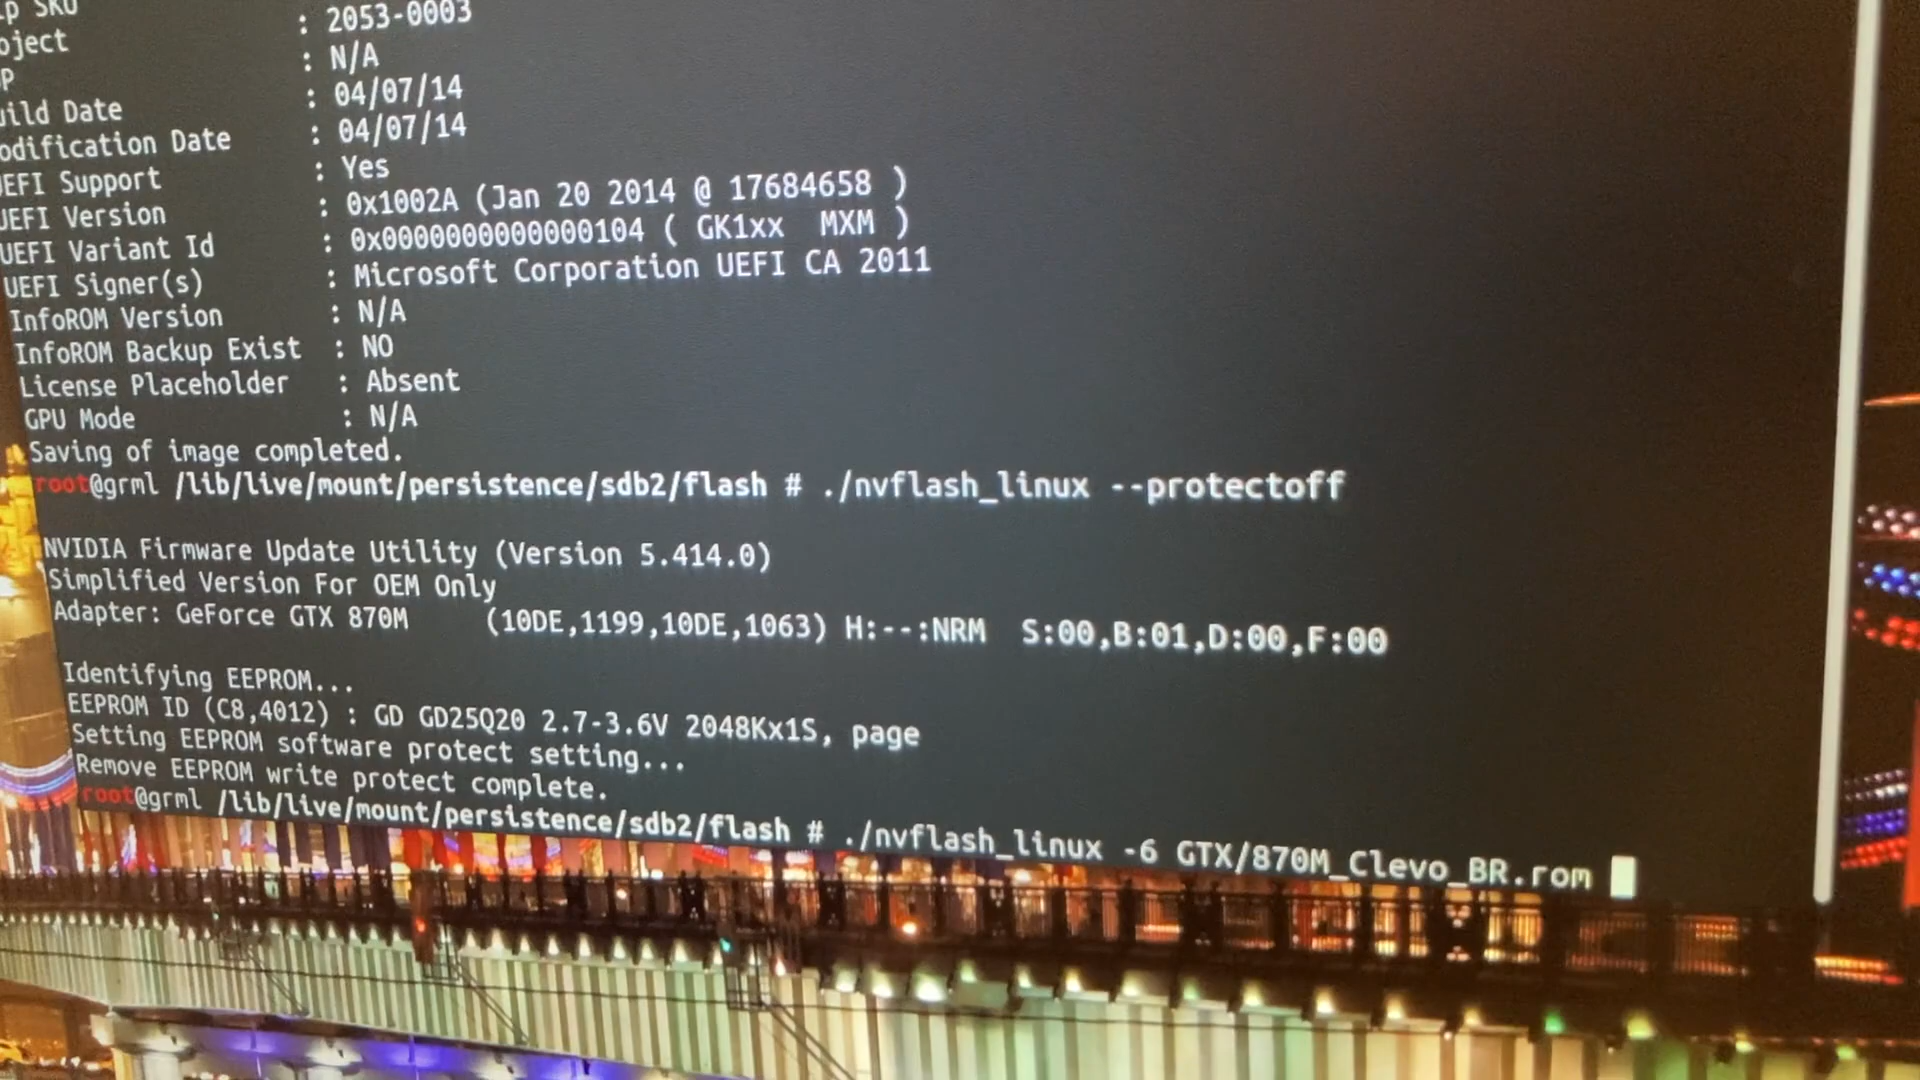 p SKU : 2053-0003
oject : N/A
P : 04/07/14
uild Date : 04/07/14
odification Date : Yes
EFI Support : 0x1002A (Jan 20 2014 @ 17684658 )
UEFI Version : 0x0000000000000104 ( GK1xx MXM )
UEFI Variant Id : Microsoft Corporation UEFI CA 2011
UEFI Signer(s) : N/A
InfoROM Version : NO
InfoROM Backup Exist : Absent
License Placeholder : N/A
GPU Mode
Saving of image completed.
root@grml /lib/live/mount/persistence/sdb2/flash # ./nvflash_linux --protectoff
NVIDIA Firmware Update Utility (Version 5.414.0)
Simplified Version For OEM Only
Adapter: GeForce GTX 870M (10DE,1199,10DE,1063) H:--:NRM S:00,B:01,D:00,F:00
Identifying EEPROM...
EEPROM ID (C8,4012) : GD GD25Q20 2.7-3.6V 2048Kx1S, page
Setting EEPROM software protect setting...
Remove EEPROM write protect complete.
root@grml /lib/live/mount/persistence/sdb2/flash # ./nvflash_linux -6 GTX/870M_Clevo_BR.rom